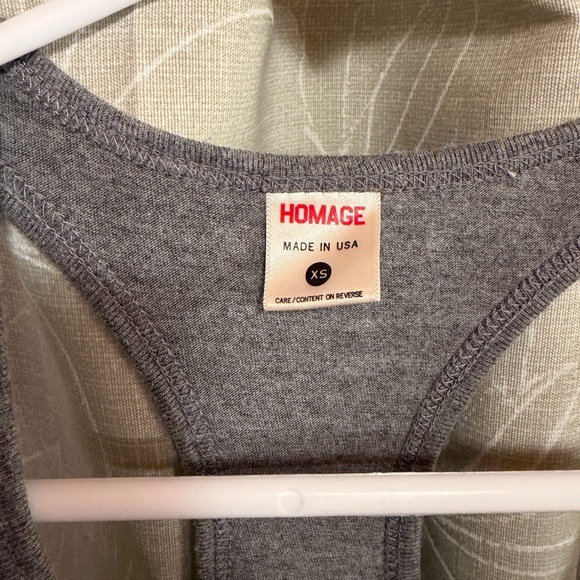 HOMAGE
MADE IN USA
XS
CARE/CONTENT ON REVERSE